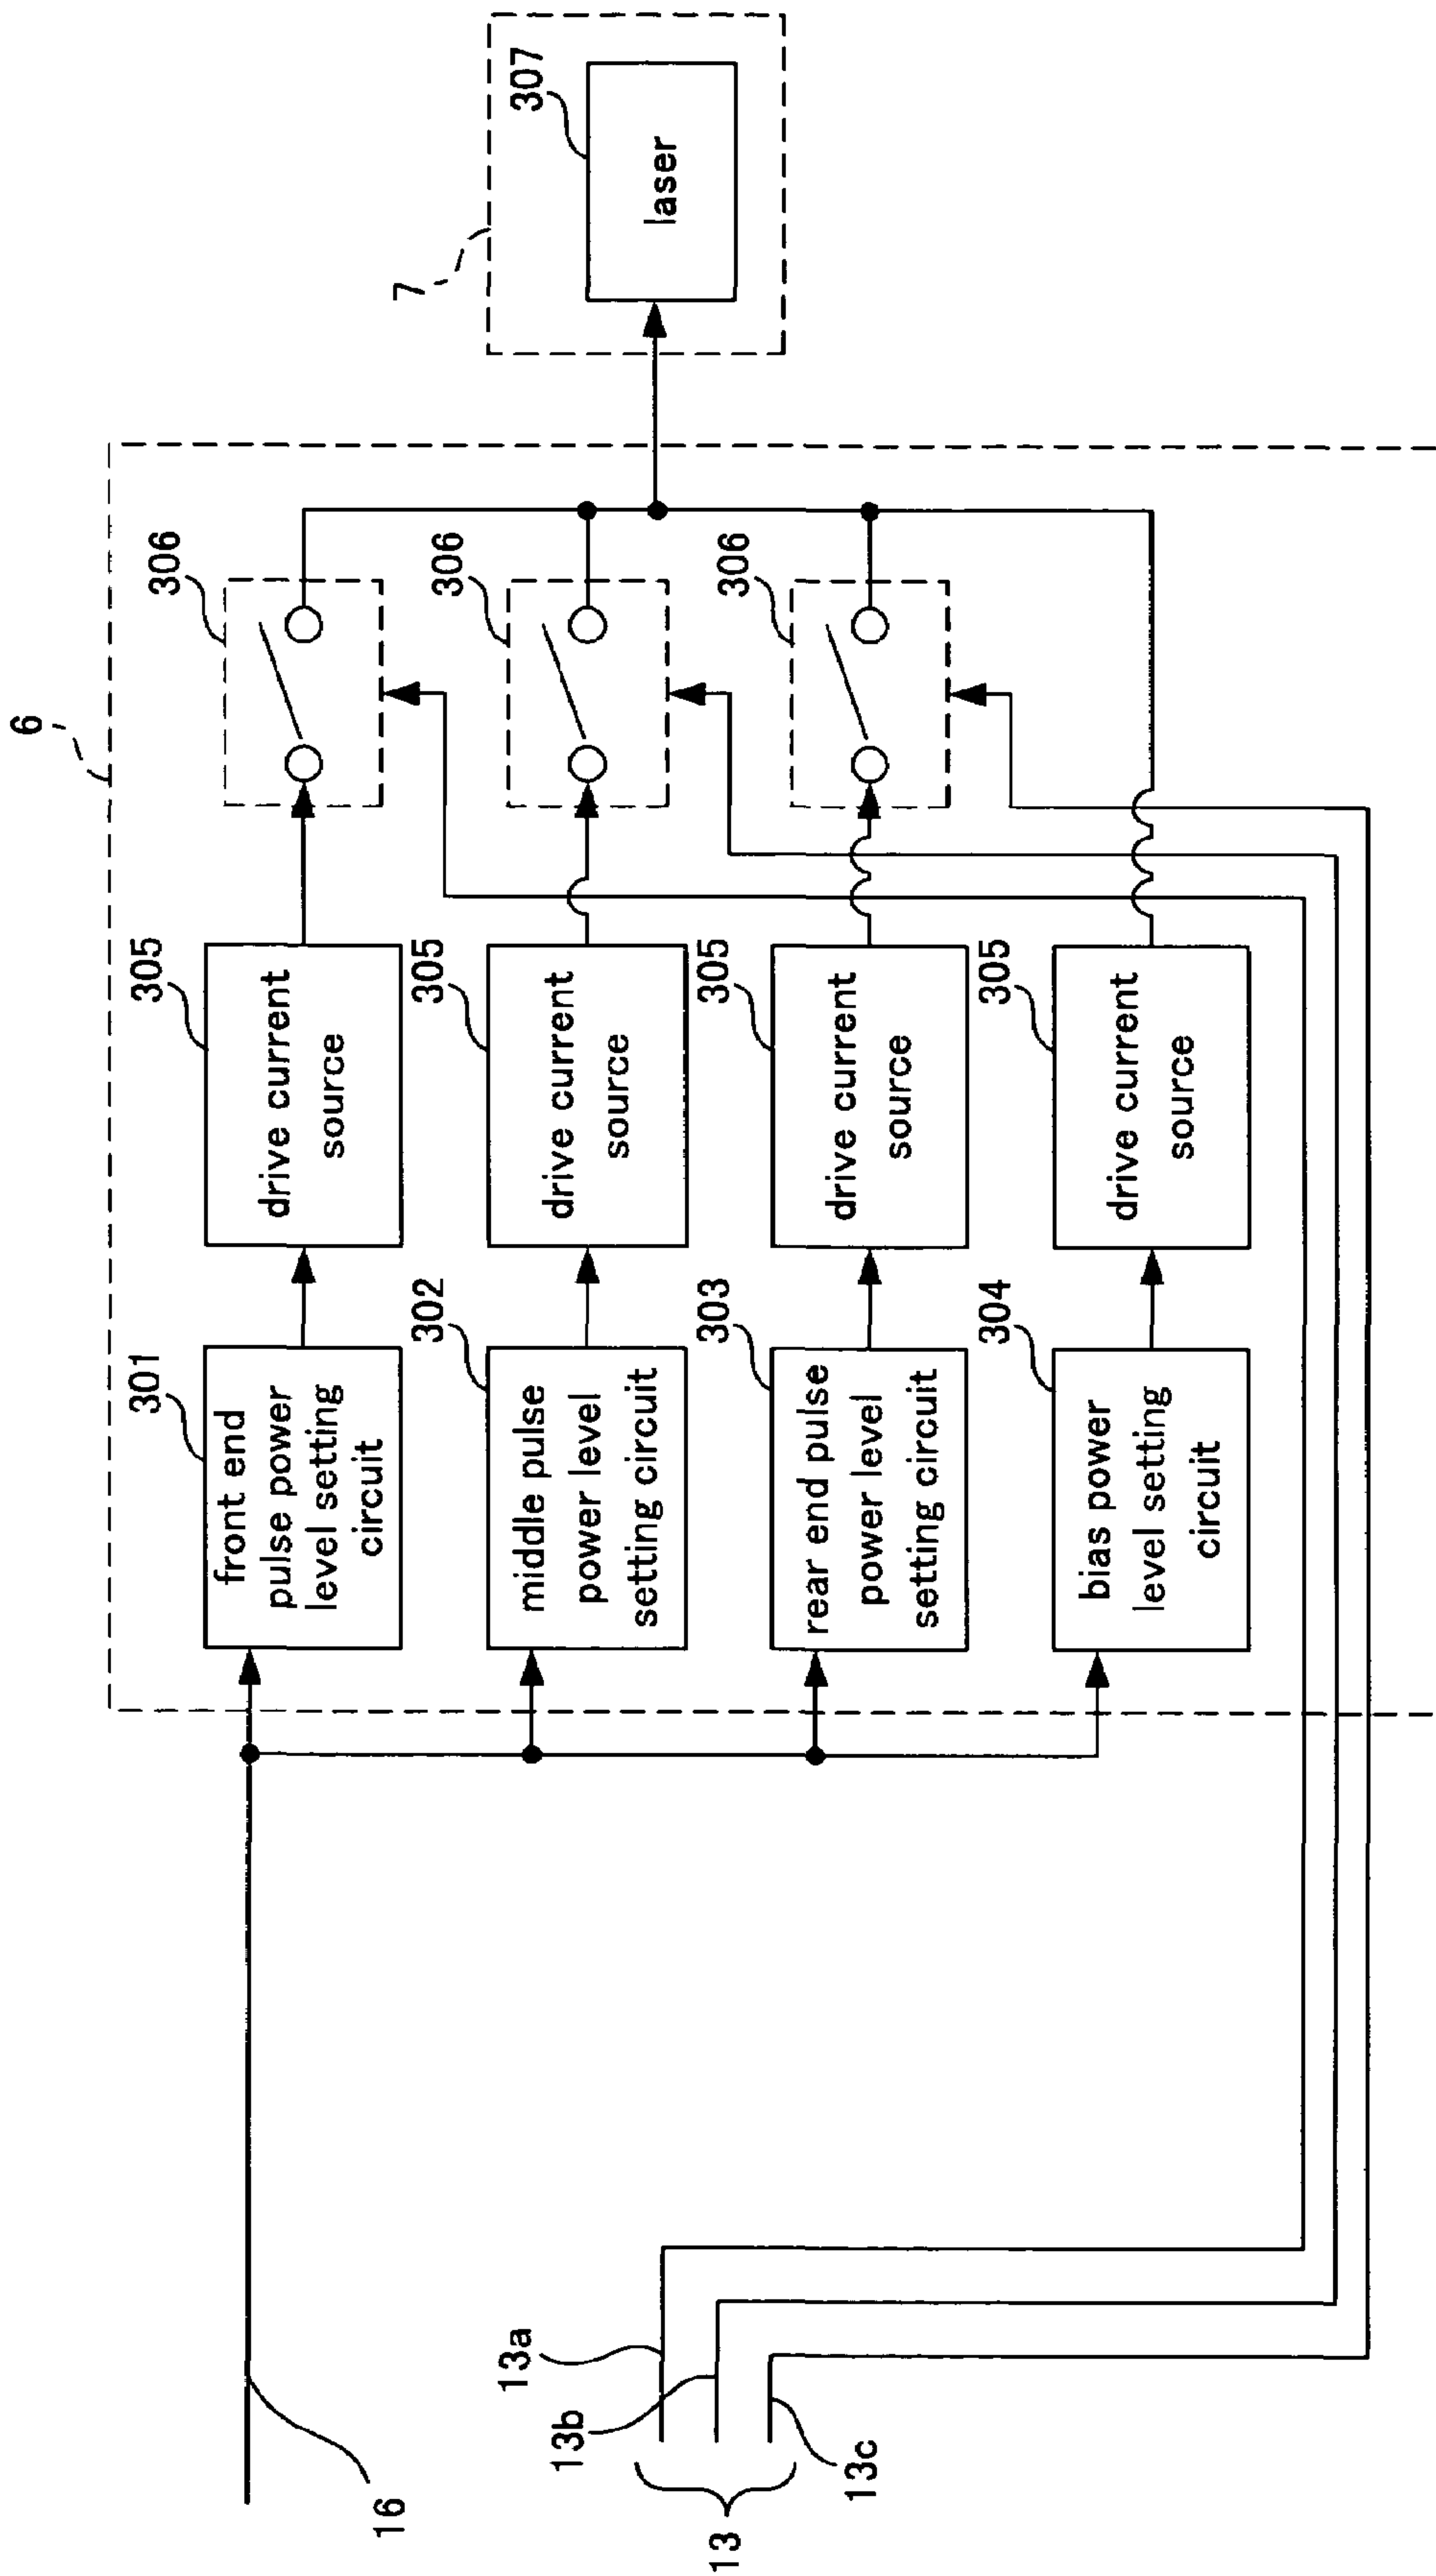 6
7
301
front end
pulse power
level setting
circuit
305
drive current
source
306
307
laser
302
middle pulse
power level
setting circuit
305
drive current
source
306
303
rear end pulse
power level
setting circuit
305
drive current
source
306
304
bias power
level setting
circuit
305
drive current
source
16
13
13a
13b
13c